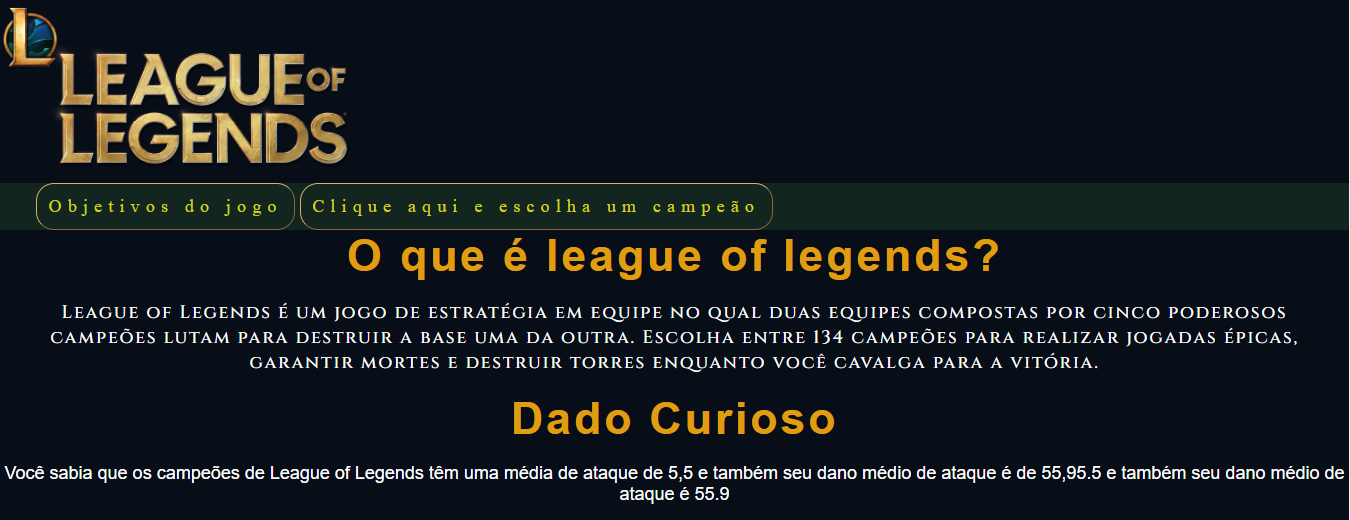 LEAGUE OF
LEGENDS
Objetivos do jogo Clique aqui e escolha um campeão
O que é league of legends?
League of Legends é um jogo de estratégia em equipe no qual duas equipes compostas por cinco poderosos
campeões lutam para destruir a base uma da outra. Escolha entre 134 campeões para realizar jogadas épicas,
garantir mortes e destruir torres enquanto você cavalga para a vitória.
Dado Curioso
Você sabia que os campeões de League of Legends têm uma média de ataque de 5,5 e também seu dano médio de ataque é de 55,95.5 e também seu dano médio de
ataque é 55.9